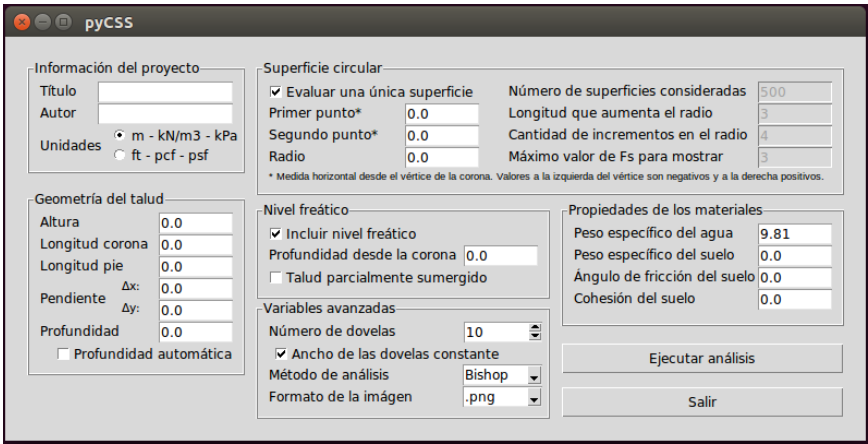 pyCSS
Información del proyecto
Título
Autor
Unidades
m - kN/m3 - kPa
ft - pcf - psf
Superficie circular
Evaluar una única superficie
Primer punto* 0.0
Segundo punto* 0.0
Radio 0.0
Número de superficies consideradas 500
Longitud que aumenta el radio 3
Cantidad de incrementos en el radio 4
Máximo valor de Fs para mostrar 3
* Medida horizontal desde el vértice de la corona. Valores a la izquierda del vértice son negativos y a la derecha positivos.
Geometría del talud
Altura 0.0
Longitud corona 0.0
Longitud pie 0.0
Pendiente
Δx: 0.0
Δy: 0.0
Profundidad 0.0
Profundidad automática
Nivel freático
Incluir nivel freático
Profundidad desde la corona 0.0
Talud parcialmente sumergido
Variables avanzadas
Número de dovelas 10
Ancho de las dovelas constante
Método de análisis Bishop
Formato de la imágen .png
Propiedades de los materiales
Peso específico del agua 9.81
Peso específico del suelo 0.0
Ángulo de fricción del suelo 0.0
Cohesión del suelo 0.0
Ejecutar análisis
Salir